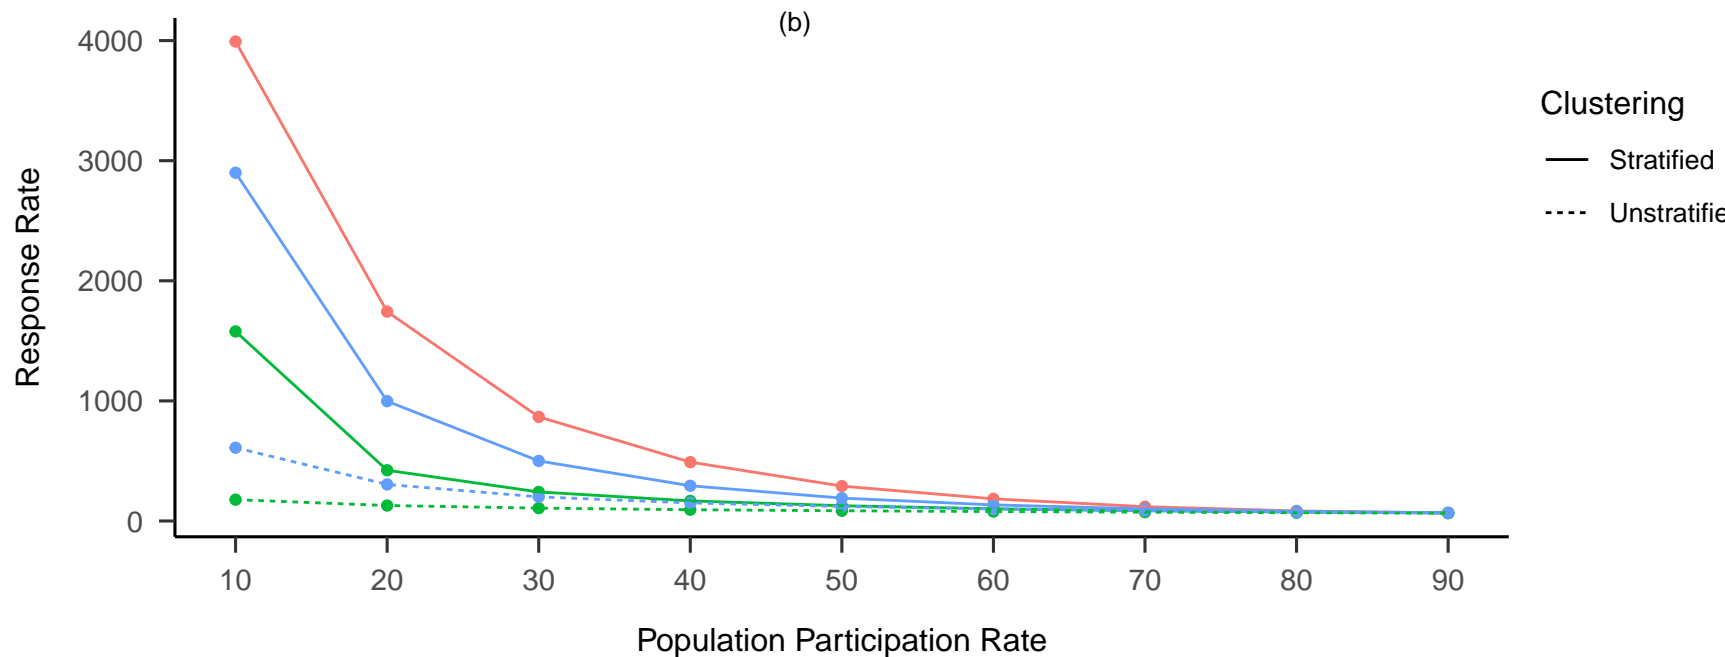 (b)
4000
3000
2000
1000
0
Response Rate
10 20 30 40 50 60 70 80 90
Population Participation Rate
Clustering
Stratified
Unstratifie